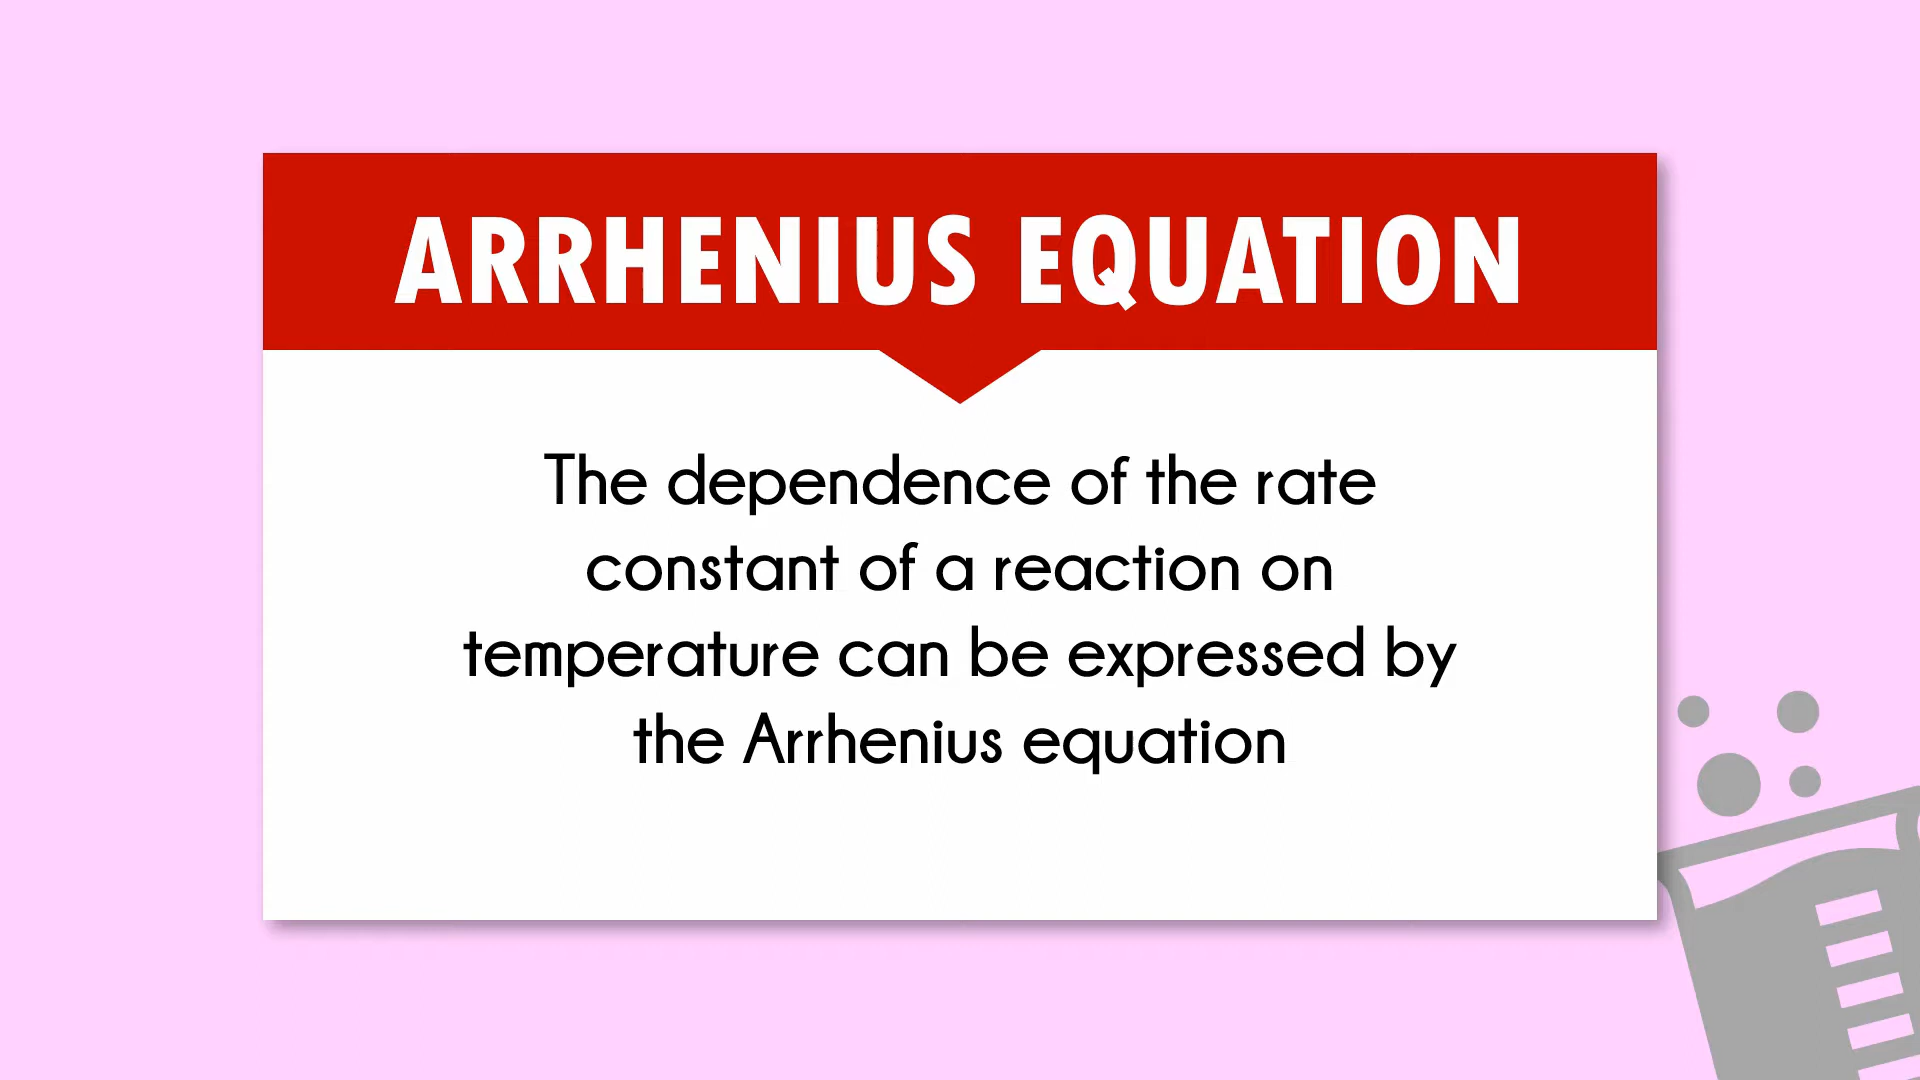 ARRHENIUS EQUATION
The dependence of the rate
constant of a reaction on
temperature can be expressed by
the Arrhenius equation